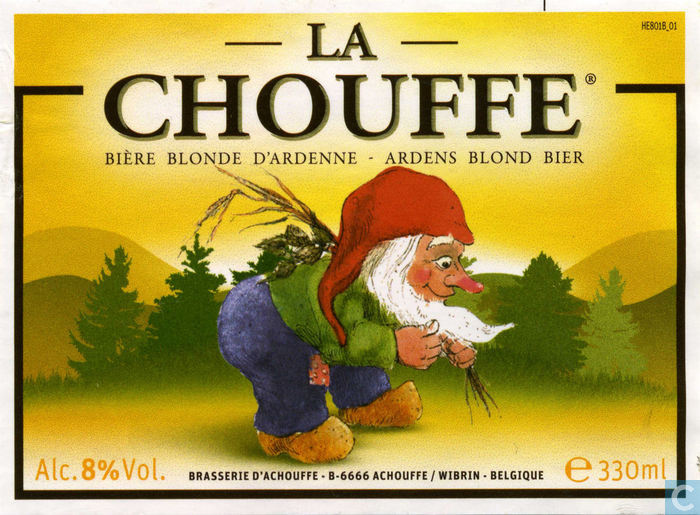 HE801B_01
LA
CHOUFFE®
BIÈRE BLONDE D'ARDENNE - ARDENS BLOND BIER
Alc. 8% Vol.
BRASSERIE D'ACHOUFFE - B-6666 ACHOUFFE / WIBRIN - BELGIQUE
℮ 330ml
C